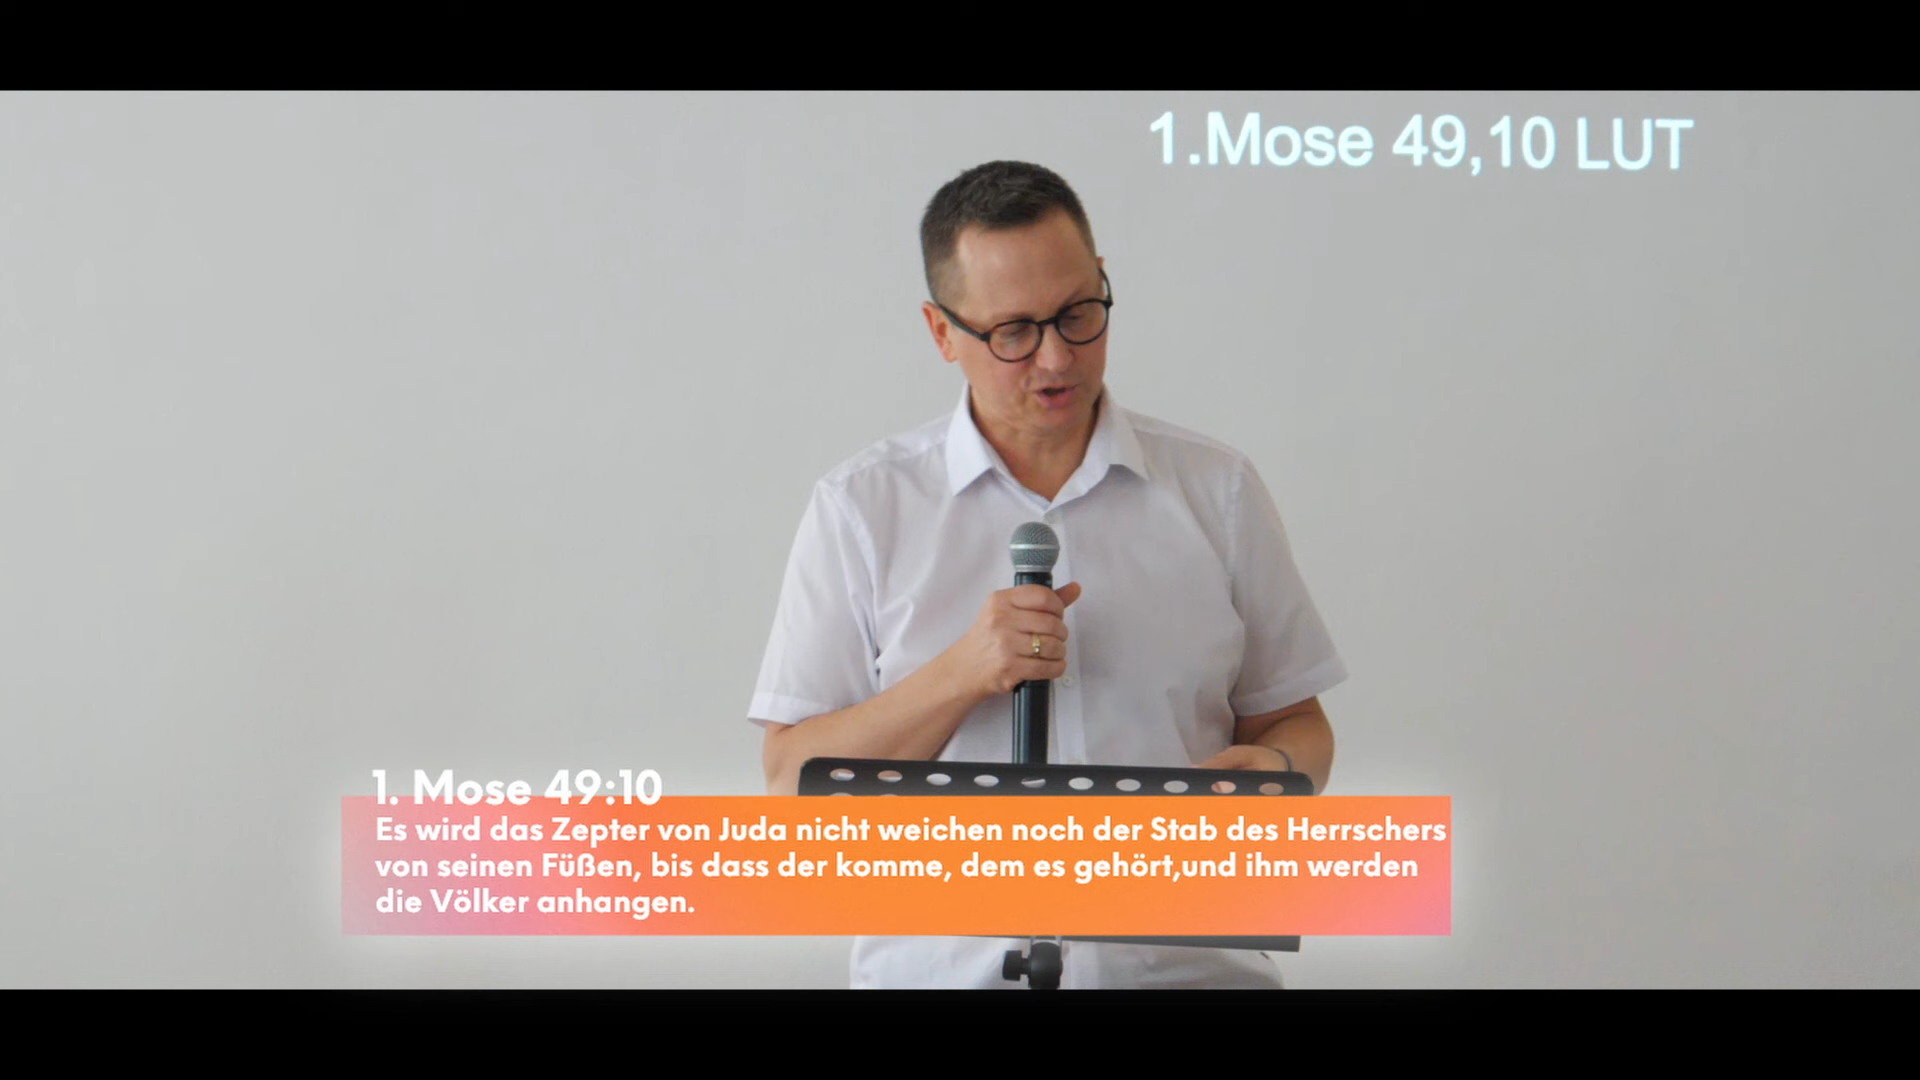 1.Mose 49,10 LUT
1. Mose 49:10
Es wird das Zepter von Juda nicht weichen noch der Stab des Herrschers
von seinen Füßen, bis dass der komme, dem es gehört,und ihm werden
die Völker anhangen.